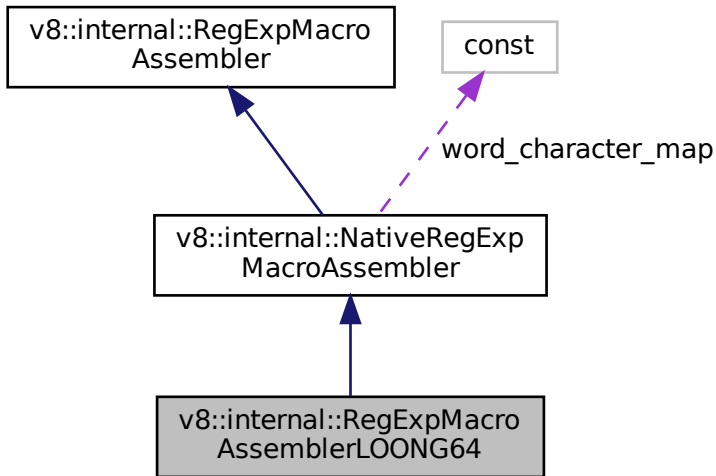 v8::internal::RegExpMacro
Assembler
const
word_character_map
v8::internal::NativeRegExp
MacroAssembler
v8::internal::RegExpMacro
AssemblerLOONG64